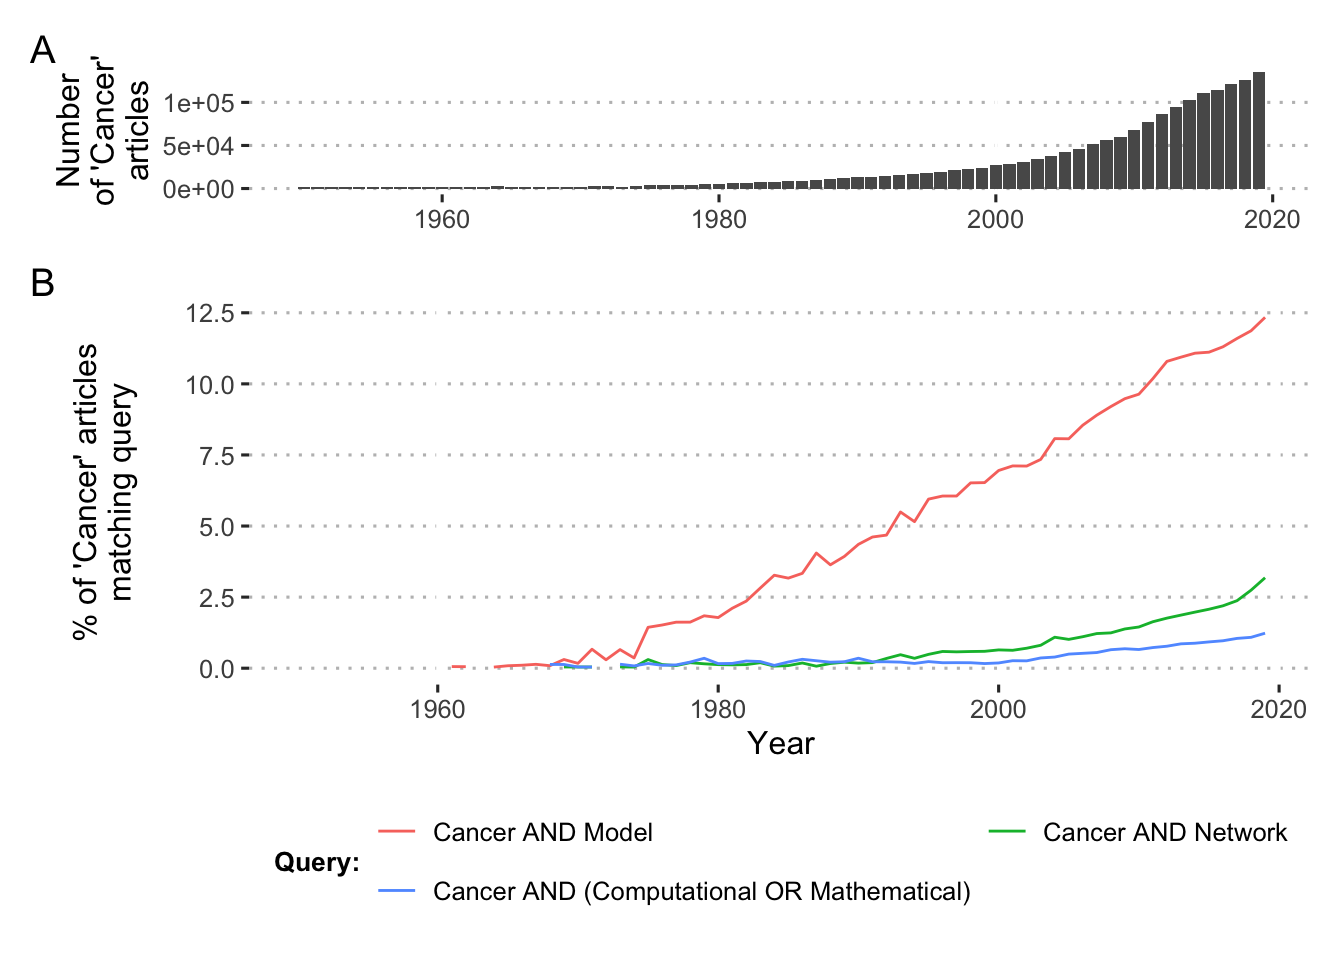 A
Number
of 'Cancer'
articles
1e+05
5e+04
0e+00
1960 1980 2000 2020
B
% of 'Cancer' articles
matching query
12.5
10.0
7.5
5.0
2.5
0.0
1960 1980 2000 2020
Year
Query:
Cancer AND Model
Cancer AND Network
Cancer AND (Computational OR Mathematical)